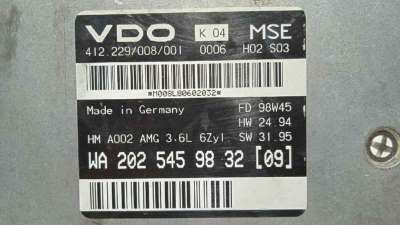 VDO K 04 MSE
412.229/008/001 0006 H02 S03
*M008L80602032*
Made in Germany FD 98W45
HW 24.94
HM A002 AMG 3.6L 6Zyl SW 31.95
WA 202 545 98 32 [09]